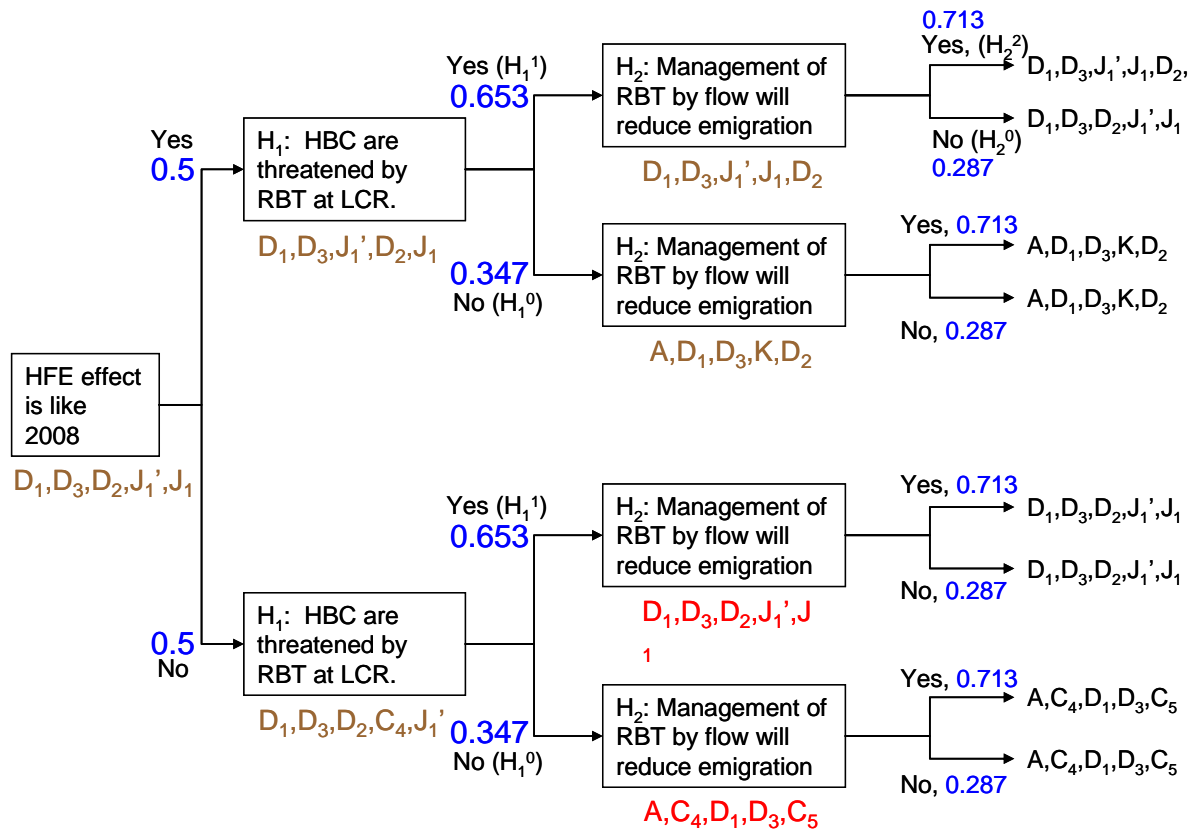 HFE effect
is like
2008
D₁,D₃,D₂,J₁’,J₁
Yes
0.5
H₁: HBC are
threatened by
RBT at LCR.
D₁,D₃,J₁’,D₂,J₁
Yes (H₁¹)
0.653
H₂: Management of
RBT by flow will
reduce emigration
D₁,D₃,J₁’,J₁,D₂
0.713
Yes, (H₂²)
D₁,D₃,J₁’,J₁,D₂,
D₁,D₃,D₂,J₁’,J₁
No (H₂⁰)
0.287
0.347
No (H₁⁰)
H₂: Management of
RBT by flow will
reduce emigration
A,D₁,D₃,K,D₂
Yes, 0.713
A,D₁,D₃,K,D₂
A,D₁,D₃,K,D₂
No, 0.287
0.5
No
H₁: HBC are
threatened by
RBT at LCR.
D₁,D₃,D₂,C₄,J₁’
Yes (H₁¹)
0.653
H₂: Management of
RBT by flow will
reduce emigration
D₁,D₃,D₂,J₁’,J
₁
Yes, 0.713
D₁,D₃,D₂,J₁’,J₁
D₁,D₃,D₂,J₁’,J₁
No, 0.287
0.347
No (H₁⁰)
H₂: Management of
RBT by flow will
reduce emigration
A,C₄,D₁,D₃,C₅
Yes, 0.713
A,C₄,D₁,D₃,C₅
A,C₄,D₁,D₃,C₅
No, 0.287